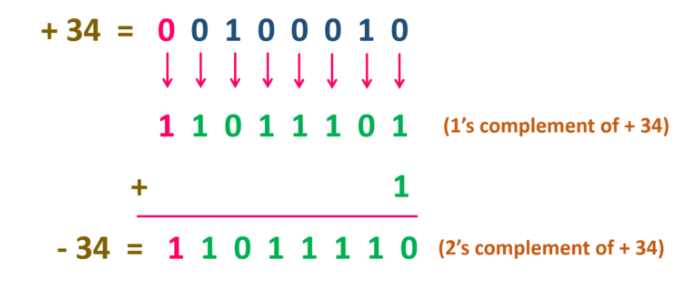 + 34 = 0 0 1 0 0 0 1 0
1 1 0 1 1 1 0 1 (1's complement of + 34)
+ 1
- 34 = 1 1 0 1 1 1 1 0 (2's complement of + 34)